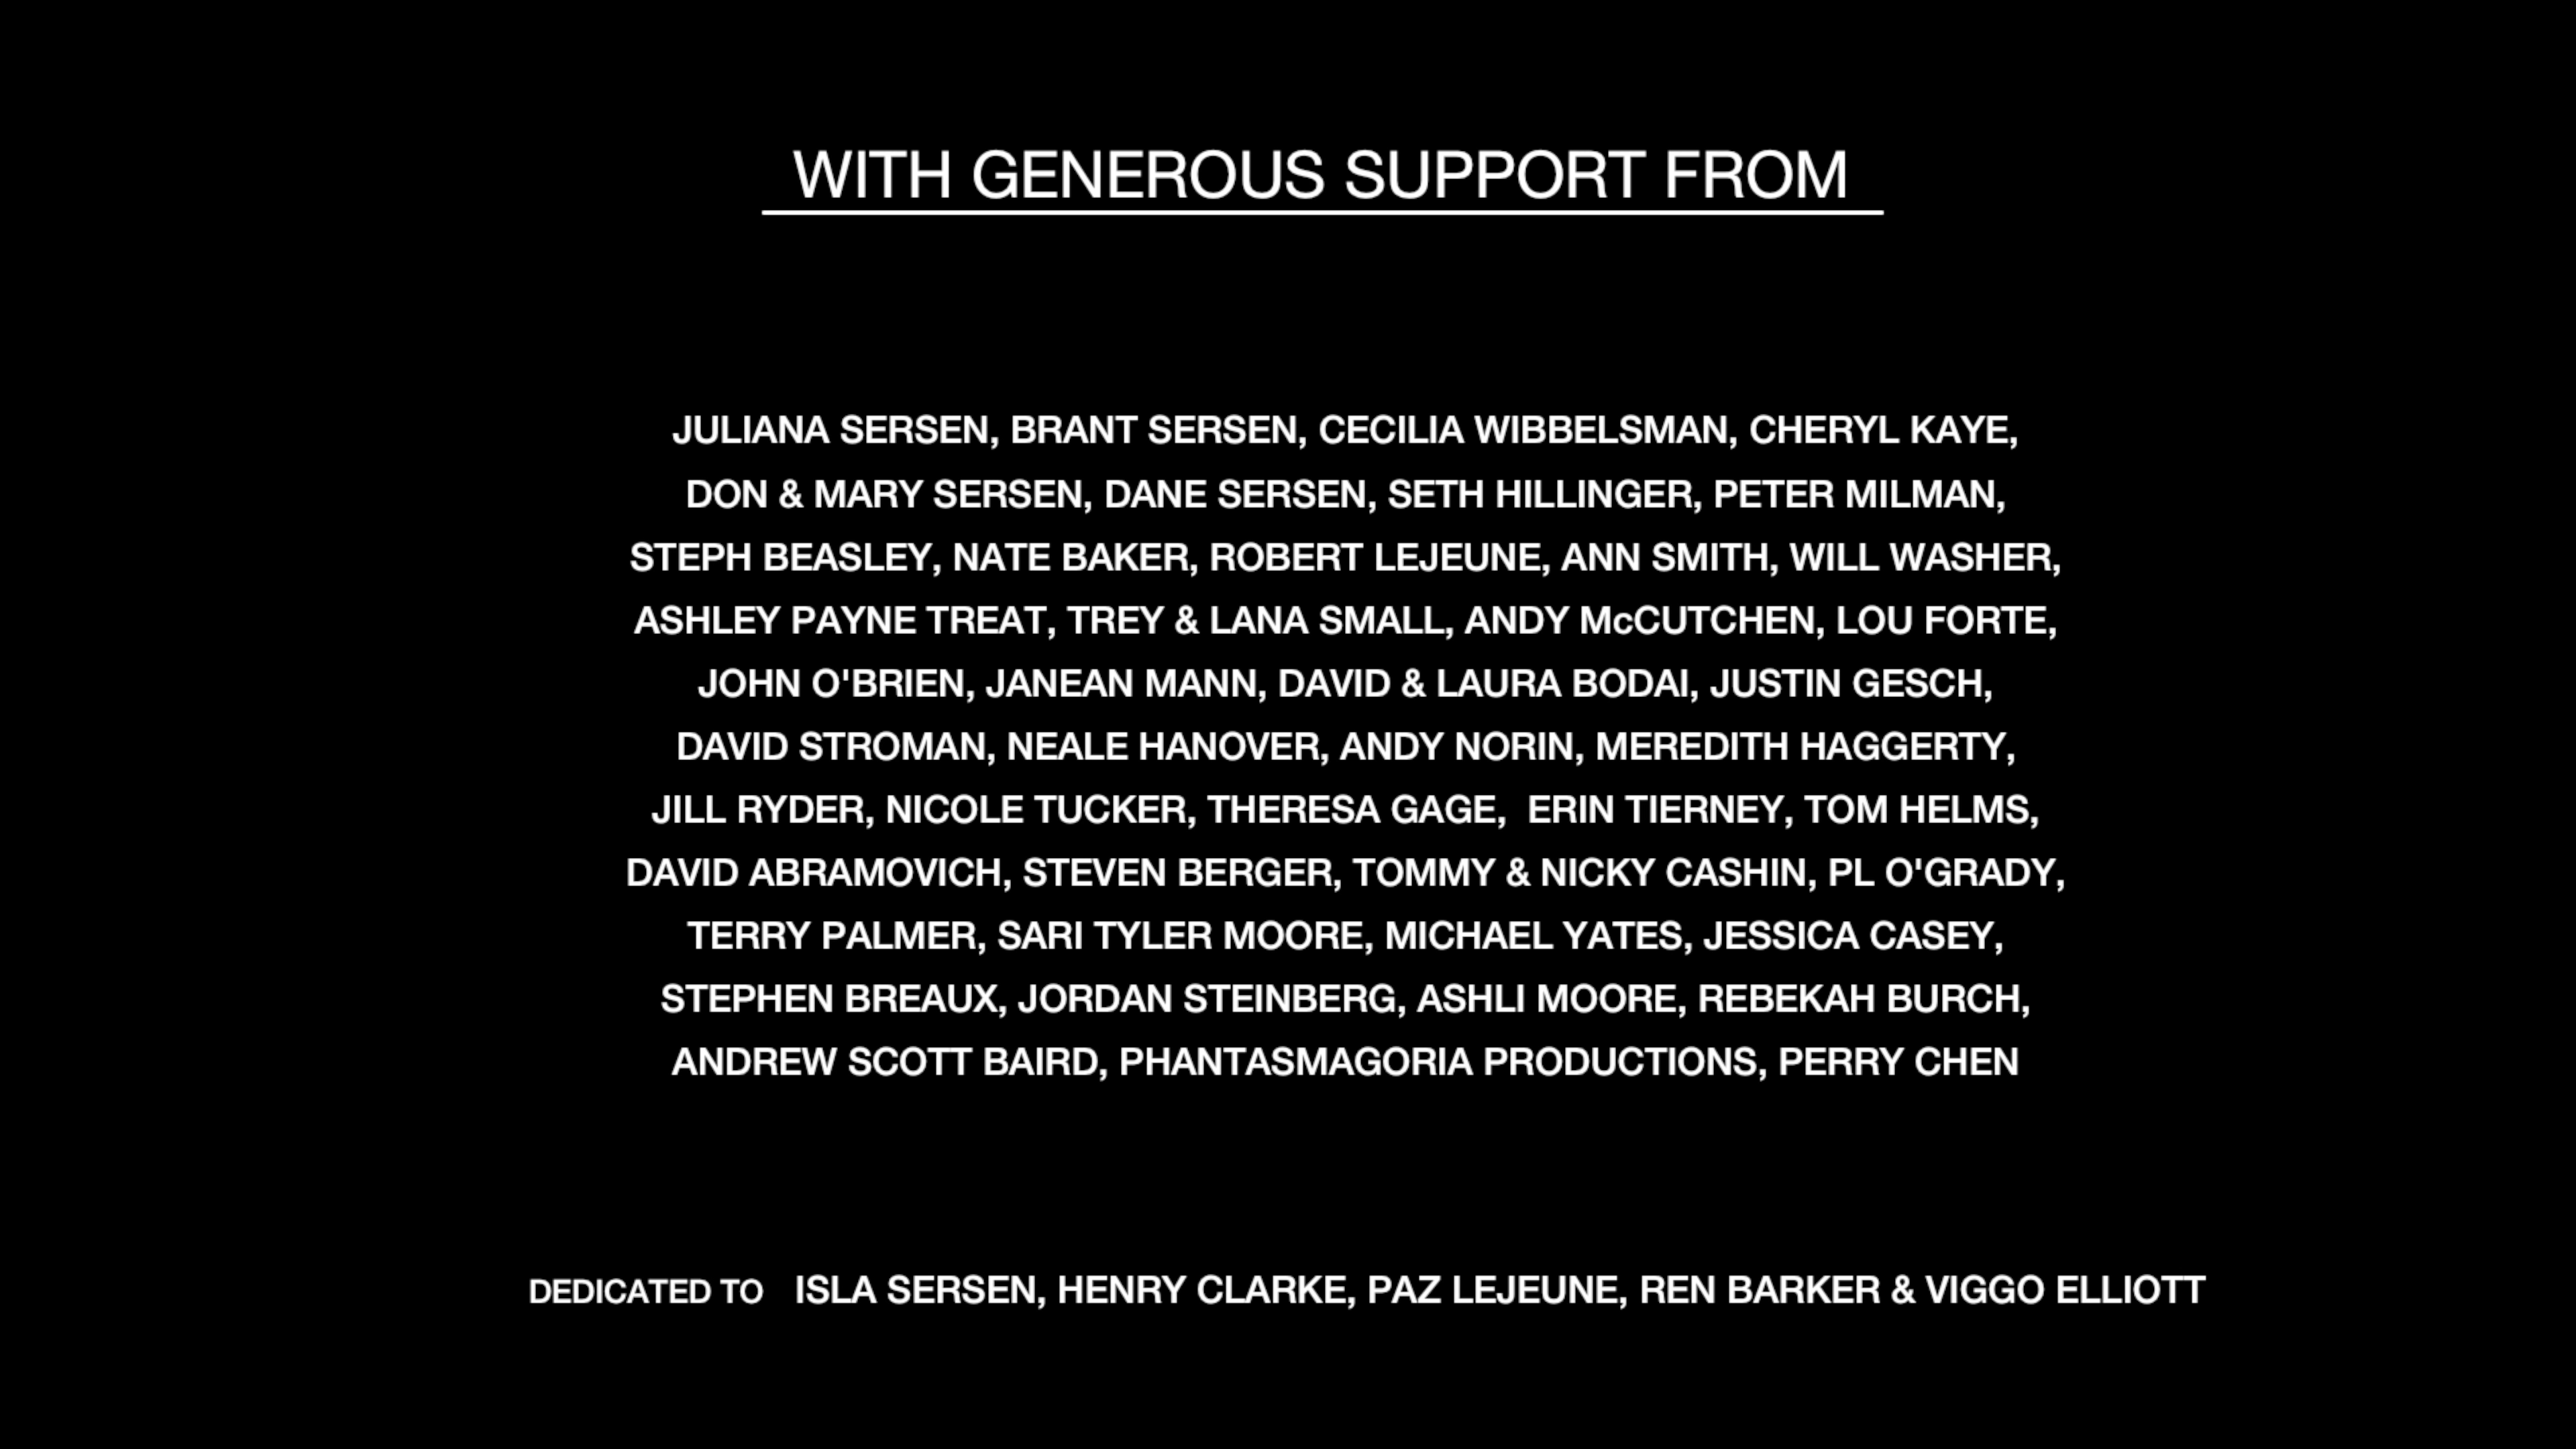 WITH GENEROUS SUPPORT FROM
JULIANA SERSEN, BRANT SERSEN, CECILIA WIBBELSMAN, CHERYL KAYE,
DON & MARY SERSEN, DANE SERSEN, SETH HILLINGER, PETER MILMAN,
STEPH BEASLEY, NATE BAKER, ROBERT LEJEUNE, ANN SMITH, WILL WASHER,
ASHLEY PAYNE TREAT, TREY & LANA SMALL, ANDY McCUTCHEN, LOU FORTE,
JOHN O'BRIEN, JANEAN MANN, DAVID & LAURA BODAI, JUSTIN GESCH,
DAVID STROMAN, NEALE HANOVER, ANDY NORIN, MEREDITH HAGGERTY,
JILL RYDER, NICOLE TUCKER, THERESA GAGE,  ERIN TIERNEY, TOM HELMS,
DAVID ABRAMOVICH, STEVEN BERGER, TOMMY & NICKY CASHIN, PL O'GRADY,
TERRY PALMER, SARI TYLER MOORE, MICHAEL YATES, JESSICA CASEY,
STEPHEN BREAUX, JORDAN STEINBERG, ASHLI MOORE, REBEKAH BURCH,
ANDREW SCOTT BAIRD, PHANTASMAGORIA PRODUCTIONS, PERRY CHEN
DEDICATED TO   ISLA SERSEN, HENRY CLARKE, PAZ LEJEUNE, REN BARKER & VIGGO ELLIOTT